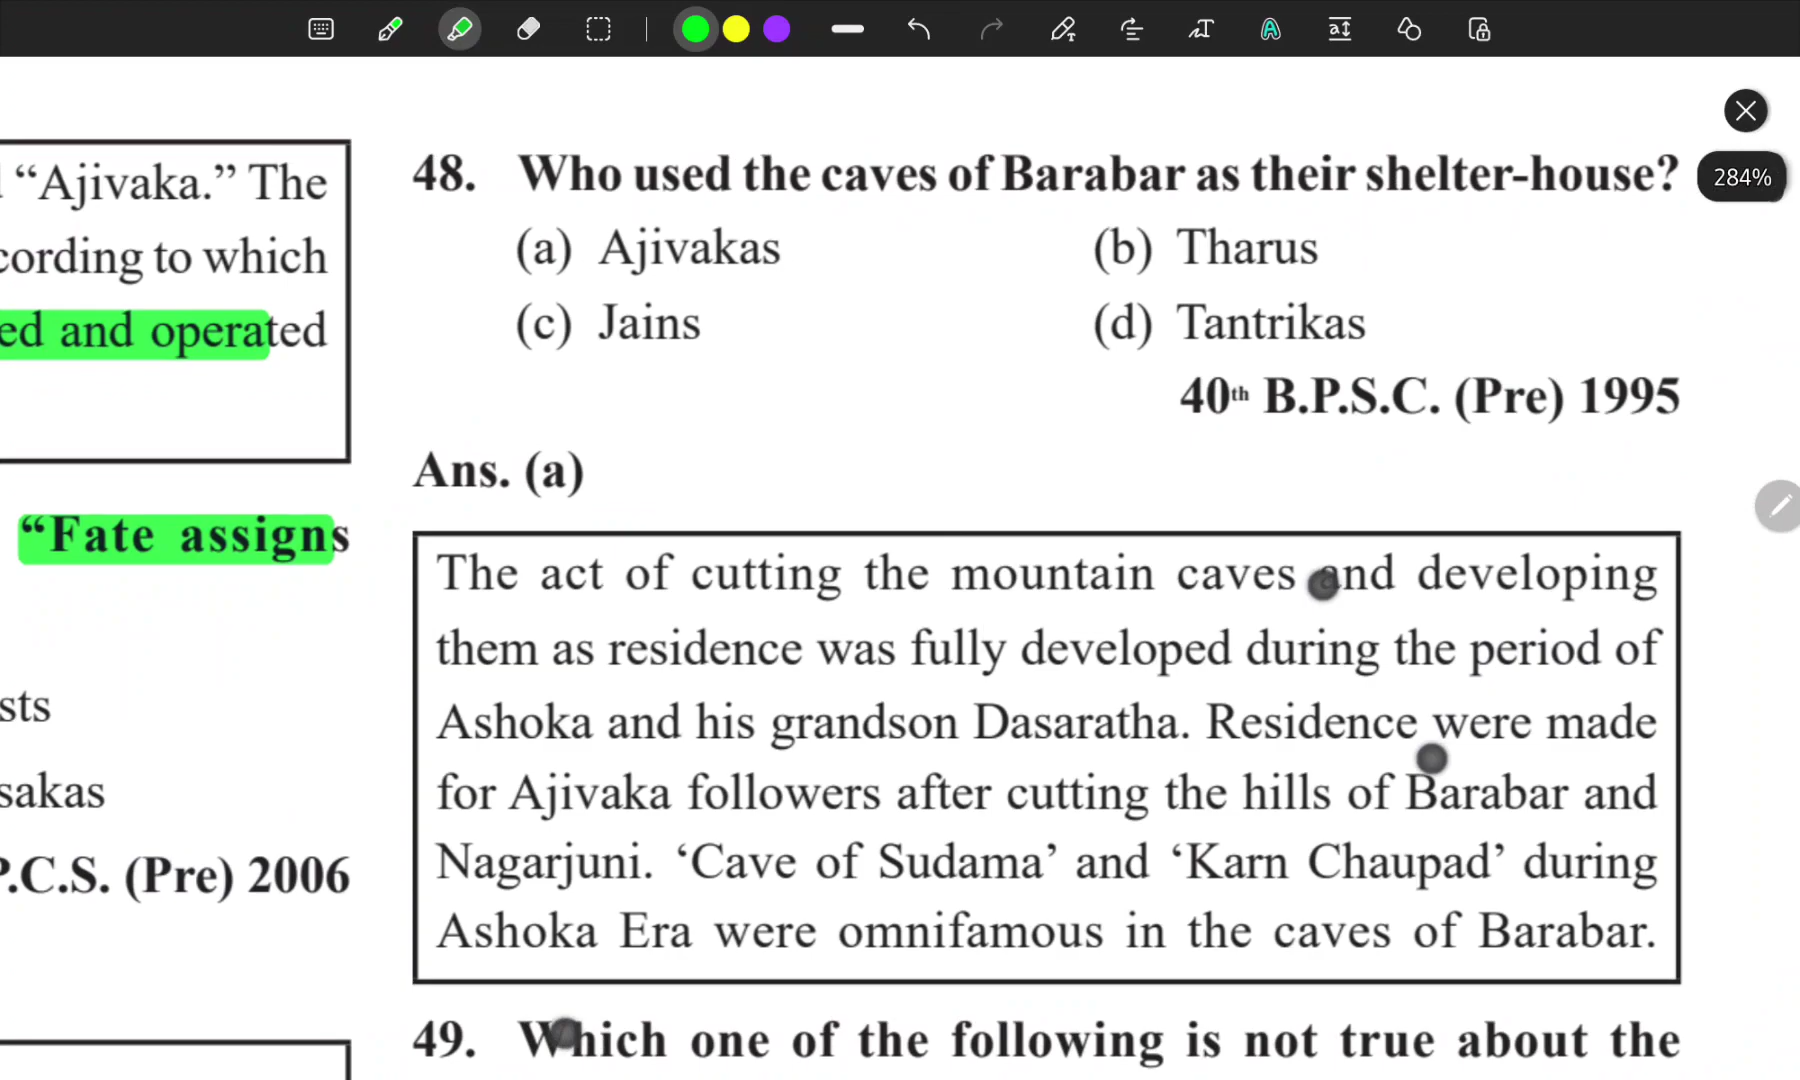 284%
“Ajivaka.” The
cording to which
ed and operated
“Fate assigns
sts
sakas
P.C.S. (Pre) 2006
48. Who used the caves of Barabar as their shelter-house?
(a) Ajivakas (b) Tharus
(c) Jains (d) Tantrikas
40th B.P.S.C. (Pre) 1995
Ans. (a)
The act of cutting the mountain caves and developing
them as residence was fully developed during the period of
Ashoka and his grandson Dasaratha. Residence were made
for Ajivaka followers after cutting the hills of Barabar and
Nagarjuni. ‘Cave of Sudama’ and ‘Karn Chaupad’ during
Ashoka Era were omnifamous in the caves of Barabar.
49. Which one of the following is not true about the